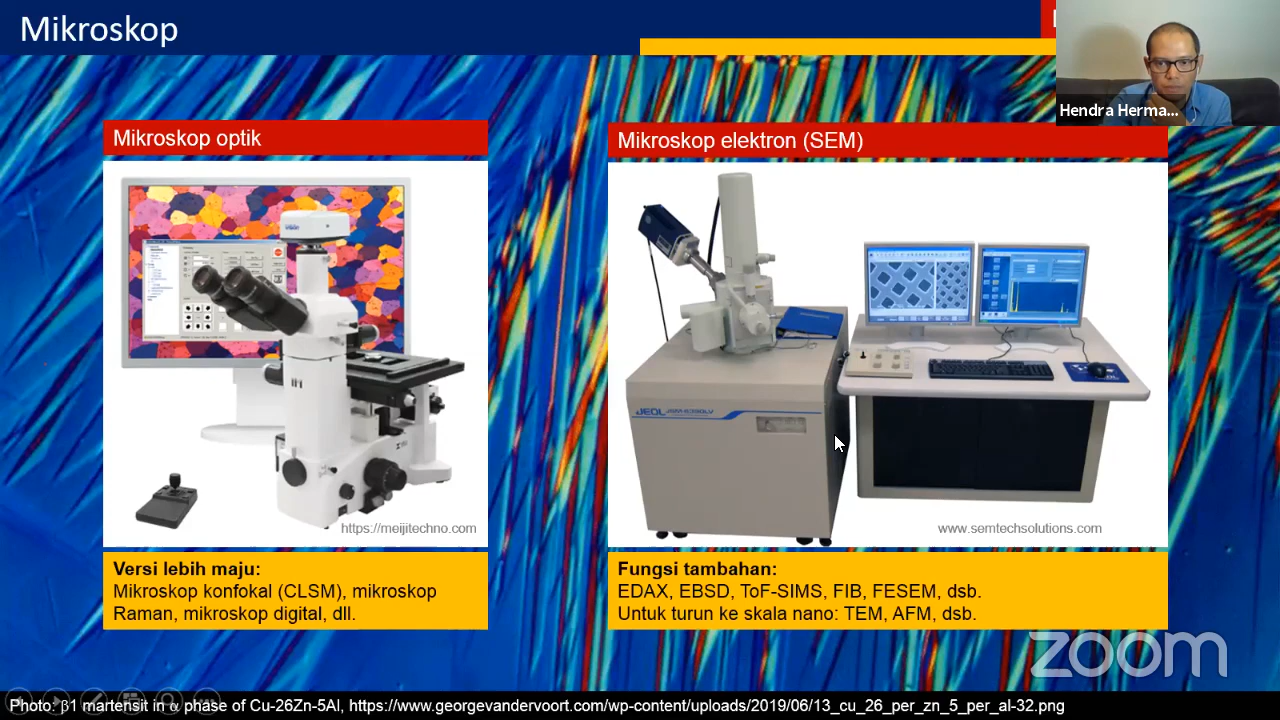 Mikroskop
Hendra Herma...
Mikroskop optik
Mikroskop elektron (SEM)
JEOL JSM-6390LV
https://meijitechno.com
www.semtechsolutions.com
Versi lebih maju:
Mikroskop konfokal (CLSM), mikroskop
Raman, mikroskop digital, dll.
Fungsi tambahan:
EDAX, EBSD, ToF-SIMS, FIB, FESEM, dsb.
Untuk turun ke skala nano: TEM, AFM, dsb.
zoom
Photo: β1 martensit in α phase of Cu-26Zn-5Al, https://www.georgevandervoort.com/wp-content/uploads/2019/06/13_cu_26_per_zn_5_per_al-32.png